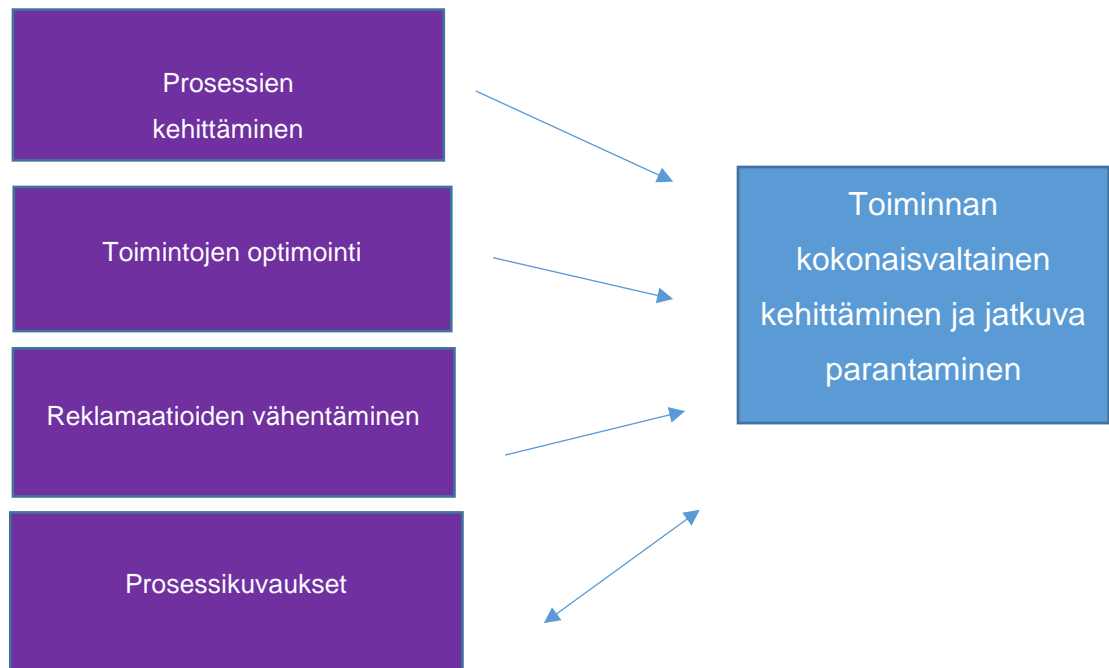 Prosessien
kehittäminen
Toimintojen optimointi
Reklamaatioiden vähentäminen
Prosessikuvaukset
Toiminnan
kokonaisvaltainen
kehittäminen ja jatkuva
parantaminen